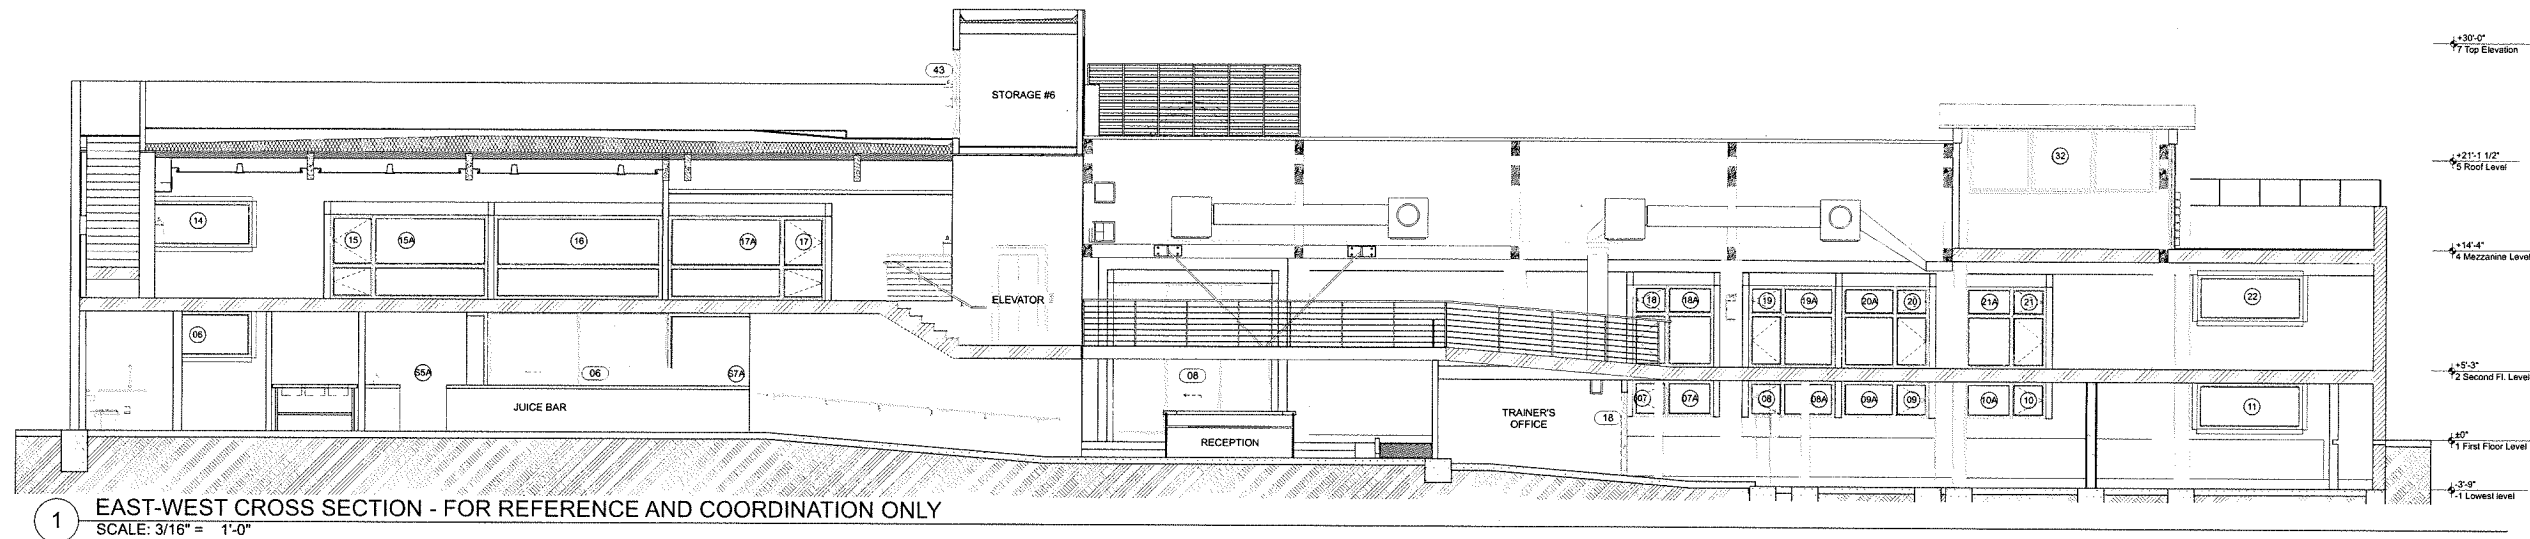 +30'-0"
7 Top Elevation
43
STORAGE #6
32
+21'-1 1/2"
5 Roof Level
14
15
15A
16
17A
17
+14'-4"
4 Mezzanine Level
ELEVATOR
18
18A
19
19A
20A
20
21A
21
22
06
S5A
06
S7A
08
+5'-3"
2 Second Fl. Level
JUICE BAR
TRAINER'S
OFFICE
18
07
07A
08
08A
09A
09
10A
10
11
RECEPTION
±0"
1 First Floor Level
-3'-9"
-1 Lowest level
1
EAST-WEST CROSS SECTION - FOR REFERENCE AND COORDINATION ONLY
SCALE: 3/16" = 1'-0"